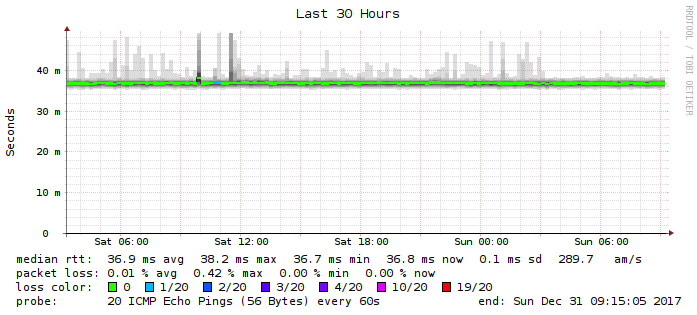 Last 30 Hours
RRDTOOL / TOBI OETIKER
Seconds
40 m
30 m
20 m
10 m
0
Sat 06:00 Sat 12:00 Sat 18:00 Sun 00:00 Sun 06:00
median rtt: 36.9 ms avg 38.2 ms max 36.7 ms min 36.8 ms now 0.1 ms sd 289.7 am/s
packet loss: 0.01 % avg 0.42 % max 0.00 % min 0.00 % now
loss color: 0 1/20 2/20 3/20 4/20 10/20 19/20
probe: 20 ICMP Echo Pings (56 Bytes) every 60s end: Sun Dec 31 09:15:05 2017